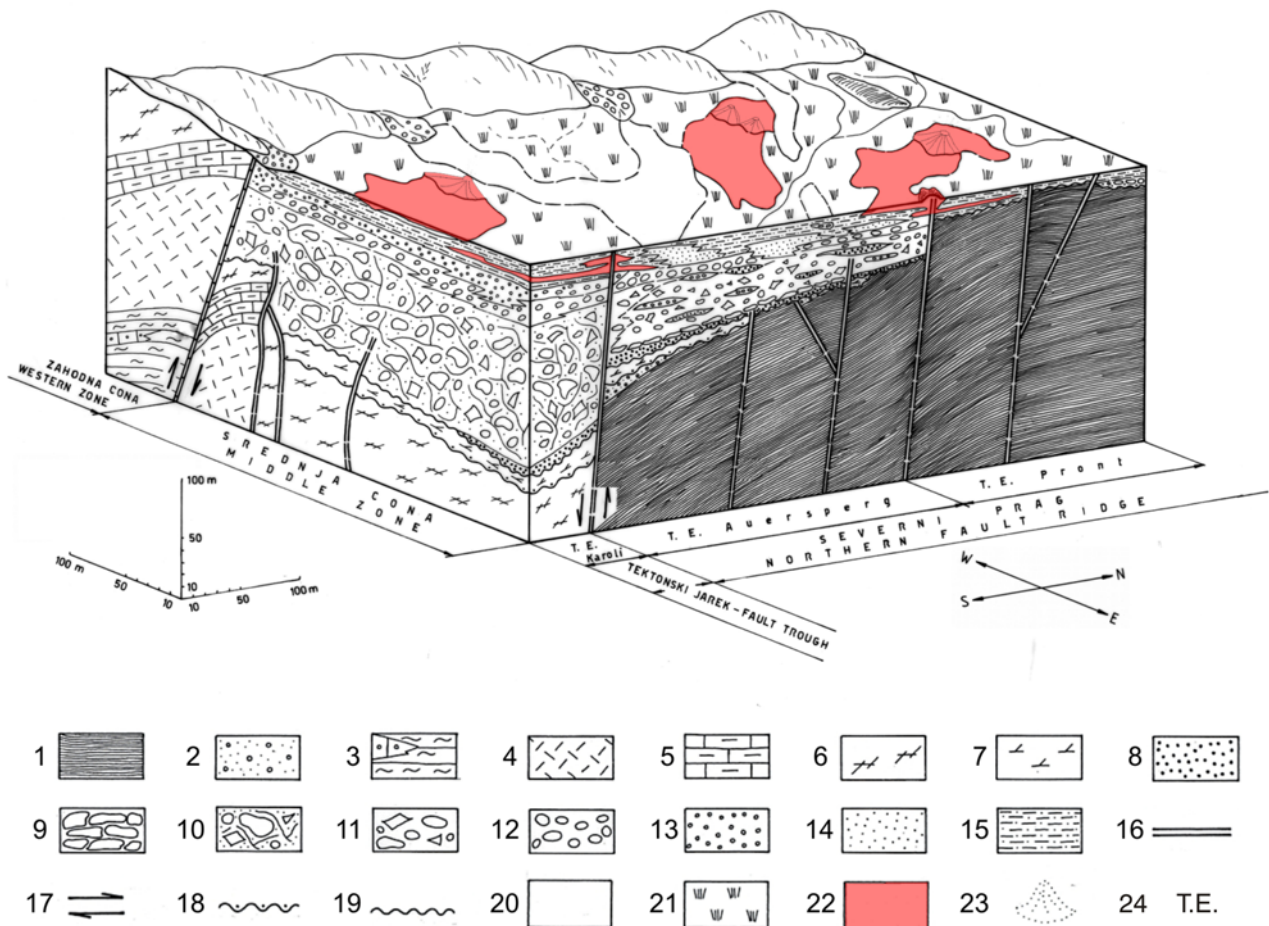 ZAHODNA CONA
WESTERN ZONE
SREDNJA CONA
MIDDLE ZONE
T.E.
Karoli
T.E. Auersperg
T.E. Pront
SEVERNI PRAG
NORTHERN FAULT RIDGE
TEKTONSKI JAREK-FAULT TROUGH
100 m
50
10
100 m
50
10
10
50
100 m
W
N
S
E
1 2 3 4 5 6 7 8
9 10 11 12 13 14 15 16
17 18 19 20 21 22 23 24 T.E.